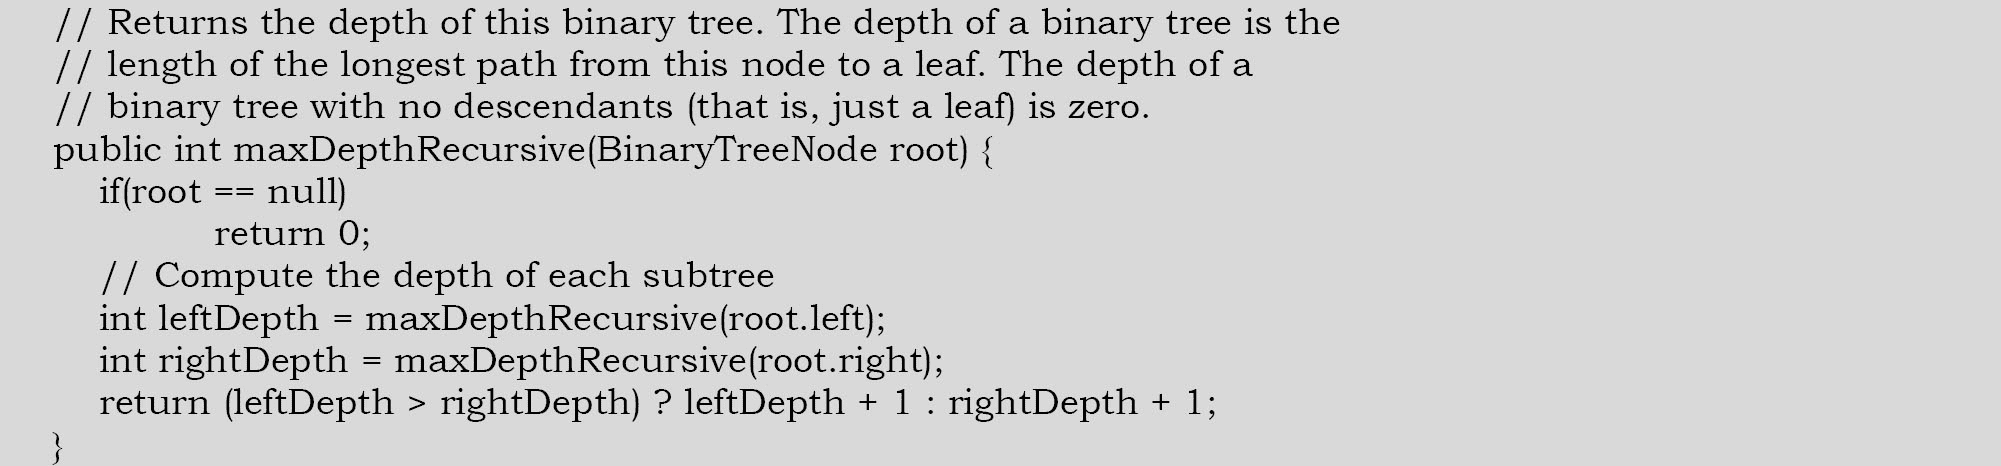 // Returns the depth of this binary tree. The depth of a binary tree is the
// length of the longest path from this node to a leaf. The depth of a
// binary tree with no descendants (that is, just a leaf) is zero.
public int maxDepthRecursive(BinaryTreeNode root) {
if(root == null)
return 0;
// Compute the depth of each subtree
int leftDepth = maxDepthRecursive(root.left);
int rightDepth = maxDepthRecursive(root.right);
return (leftDepth > rightDepth) ? leftDepth + 1 : rightDepth + 1;
}